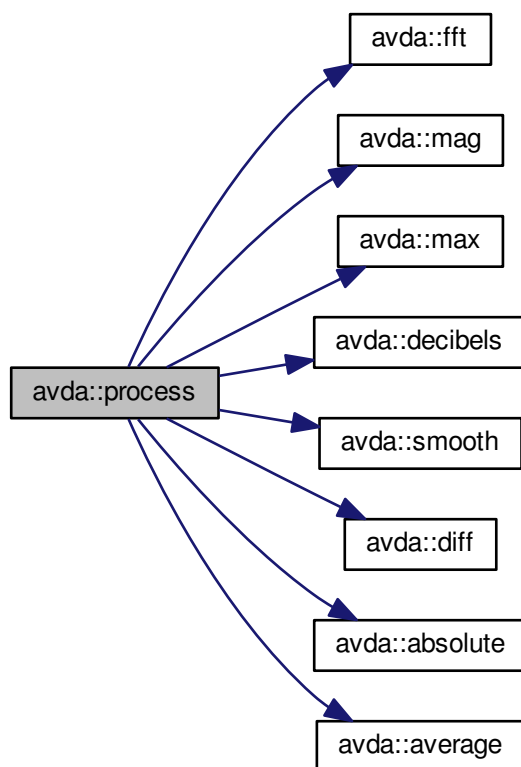 avda::fft
avda::mag
avda::max
avda::decibels
avda::process
avda::smooth
avda::diff
avda::absolute
avda::average